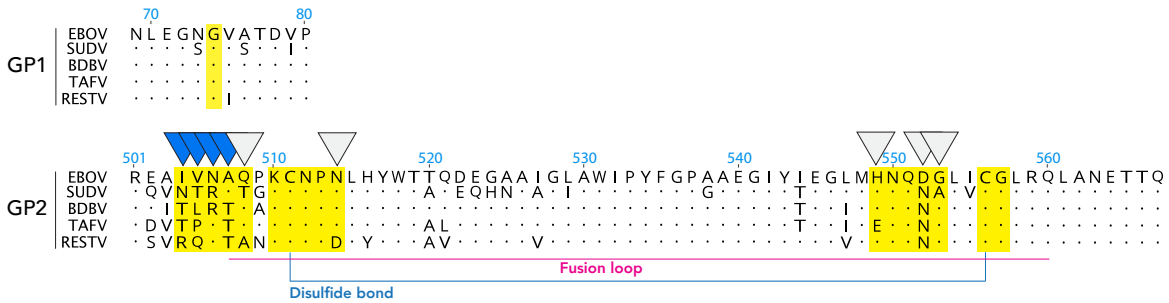 70 80
EBOV N L E G N G V A T D V P
SUDV · · · · S · · S · · I ·
GP1 BDBV · · · · · · · · · · · ·
TAFV · · · · · · · · · · · ·
RESTV · · · · · · I · · · · ·
501 510 520 530 540 550 560
EBOV R E A I V N A Q P K C N P N L H Y W T T Q D E G A A I G L A W I P Y F G P A A E G I Y I E G L M H N Q D G L I C G L R Q L A N E T T Q
SUDV · Q V N T R · T G · · · · · · · · · · A · E Q H N · A · I · · · · · · · · G · · · · · T · · · · · · · N A · V · · · · · · · · · · · ·
GP2 BDBV · · I T L R T · A · · · · · · · · · · · · · · · · · · · · · · · · · · · · · · · · · · T · · I · · · · N · · · · · · · · · · · · · · ·
TAFV · D V T P · T · · · · · · · · · · · · A L · · · · · · · · · · · · · · · · · · · · · · T · · I · E · · N · · · · · · · · · · · · · · ·
RESTV · S V R Q · T A N · · · · D · Y · · · A V · · · · · V · · · · · · · · · · · · · · · · · · · V · · · · N · · · · · · · · · · · · · · ·
Fusion loop
Disulfide bond